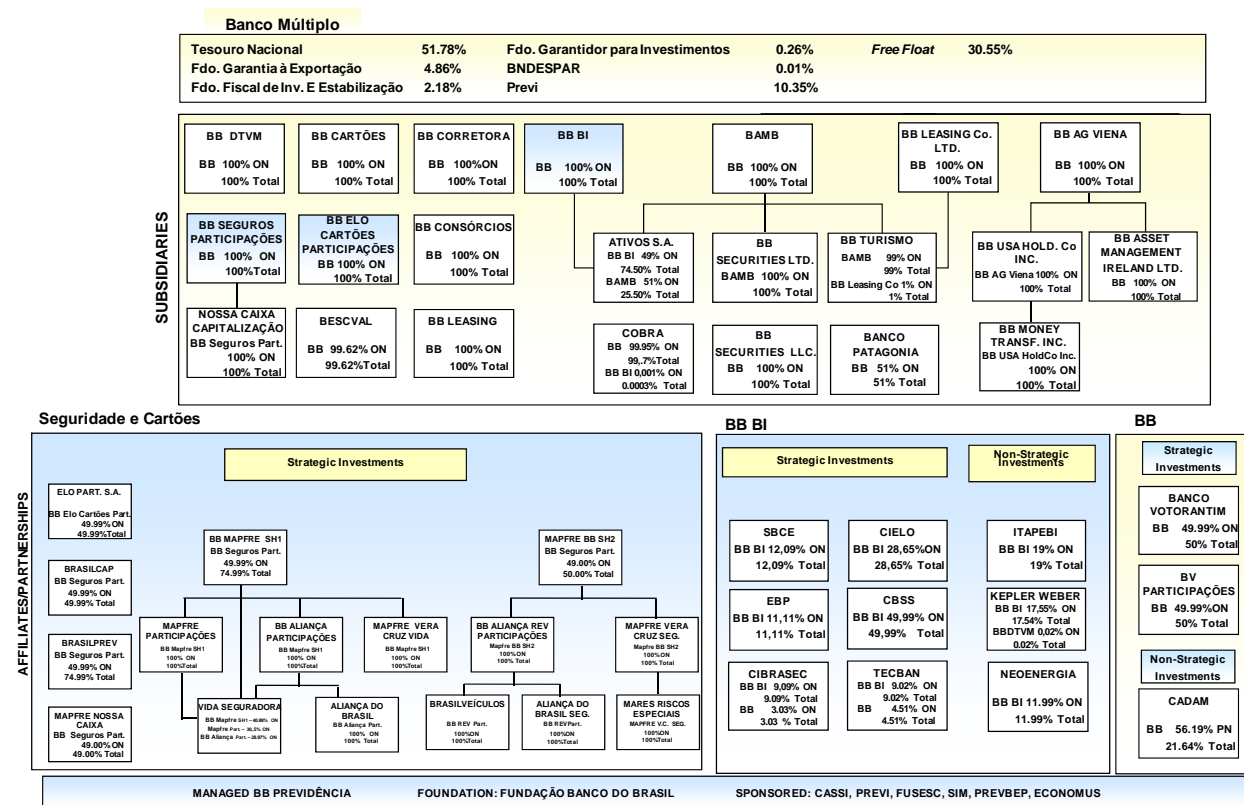 Banco Múltiplo
Tesouro Nacional 51.78% Fdo. Garantidor para Investimentos 0.26% Free Float 30.55%
Fdo. Garantia à Exportação 4.86% BNDESPAR 0.01%
Fdo. Fiscal de Inv. E Estabilização 2.18% Previ 10.35%
SUBSIDIARIES
BB DTVM
BB 100% ON
100% Total
BB CARTÕES
BB 100% ON
100% Total
BB CORRETORA
BB 100%ON
100% Total
BB BI
BB 100% ON
100% Total
BAMB
BB 100% ON
100% Total
BB LEASING Co.
LTD.
BB 100% ON
100% Total
BB AG VIENA
BB 100% ON
100% Total
BB SEGUROS
PARTICIPAÇÕES
BB 100% ON
100%Total
BB ELO
CARTÕES
PARTICIPAÇÕES
BB 100% ON
100% Total
BB CONSÓRCIOS
BB 100% ON
100% Total
ATIVOS S.A.
BB BI 49% ON
74.50% Total
BAMB 51% ON
25.50% Total
BB
SECURITIES LTD.
BAMB 100% ON
100% Total
BB TURISMO
BAMB 99% ON
99% Total
BB Leasing Co 1% ON
1% Total
BB USA HOLD. Co
INC.
BB AG Viena 100% ON
100% Total
BB ASSET
MANAGEMENT
IRELAND LTD.
BB 100% ON
100% Total
NOSSA CAIXA
CAPITALIZAÇÃO
BB Seguros Part.
100% ON
100% Total
BESCVAL
BB 99.62% ON
99.62%Total
BB LEASING
BB 100% ON
100% Total
COBRA
BB 99.95% ON
99,.7%Total
BB BI 0,001% ON
0.0003% Total
BB
SECURITIES LLC.
BB 100% ON
100% Total
BANCO
PATAGONIA
BB 51% ON
51% Total
BB MONEY
TRANSF. INC.
BB USA HoldCo Inc.
100% ON
100% Total
Seguridade e Cartões
AFFILIATES/PARTNERSHIPS
Strategic Investments
ELO PART. S.A.
BB Elo Cartões Part.
49.99% ON
49.99%Total
BRASILCAP
BB Seguros Part.
49.99% ON
49.99% Total
BRASILPREV
BB Seguros Part.
49.99% ON
74.99% Total
MAPFRE NOSSA
CAIXA
BB Seguros Part.
49.00% ON
49.00% Total
BB MAPFRE SH1
BB Seguros Part.
49.99% ON
74.99% Total
MAPFRE BB SH2
BB Seguros Part.
49.00% ON
50.00% Total
MAPFRE
PARTICIPAÇÕES
BB Mapfre SH1
100% ON
100%Total
BB ALIANÇA
PARTICIPAÇÕES
BB Mapfre SH1
100% ON
100% Total
MAPFRE VERA
CRUZ VIDA
BB Mapfre SH1
100% ON
100%Total
BB ALIANÇA REV
PARTICIPAÇÕES
Mapfre BB SH2
100%ON
100%Total
MAPFRE VERA
CRUZ SEG.
Mapfre BB SH2
100%ON
100%Total
VIDA SEGURADORA
BB Mapfre SH1 – % ON
Mapfre Part. – % ON
BB Aliança Part. – % ON
ALIANÇA DO
BRASIL
BB Aliança Part.
100% ON
100% Total
BRASILVEÍCULOS
BB REV Part.
100%ON
100%Total
ALIANÇA DO
BRASIL SEG.
BB REVPart.
100%ON
100%Total
MARES RISCOS
ESPECIAIS
MAPFRE V.C. SEG.
100%ON
100%Total
BB BI
Strategic Investments
Non-Strategic
Investments
SBCE
BB BI 12,09% ON
12,09% Total
CIELO
BB BI 28,65%ON
28,65% Total
ITAPEBI
BB BI 19% ON
19% Total
EBP
BB BI 11,11% ON
11,11% Total
CBSS
BB BI 49,99% ON
49,99% Total
KEPLER WEBER
BB BI 17,55% ON
17.54% Total
BBDTVM 0,02% ON
0.02% Total
CIBRASEC
BB BI 9,09% ON
9.09% Total
BB 3.03% ON
3.03 % Total
TECBAN
BB BI 9.02% ON
9.02% Total
BB 4.51% ON
4.51% Total
NEOENERGIA
BB BI 11.99% ON
11.99% Total
BB
Strategic
Investments
BANCO
VOTORANTIM
BB 49.99% ON
50% Total
BV
PARTICIPAÇÕES
BB 49.99%ON
50% Total
Non-Strategic
Investments
CADAM
BB 56.19% PN
21.64% Total
MANAGED BB PREVIDÊNCIA FOUNDATION: FUNDAÇÃO BANCO DO BRASIL SPONSORED: CASSI, PREVI, FUSESC, SIM, PREVBEP, ECONOMUS